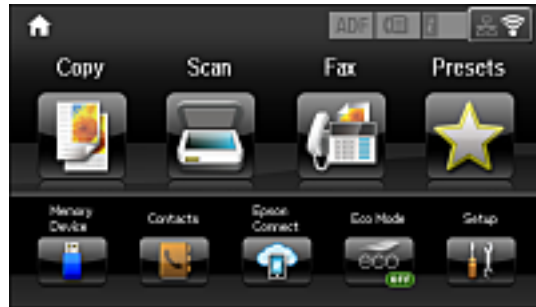 ADF
Copy Scan Fax Presets
Memory Device
Contacts
Epson Connect
Eco Mode
Setup
eco
OFF